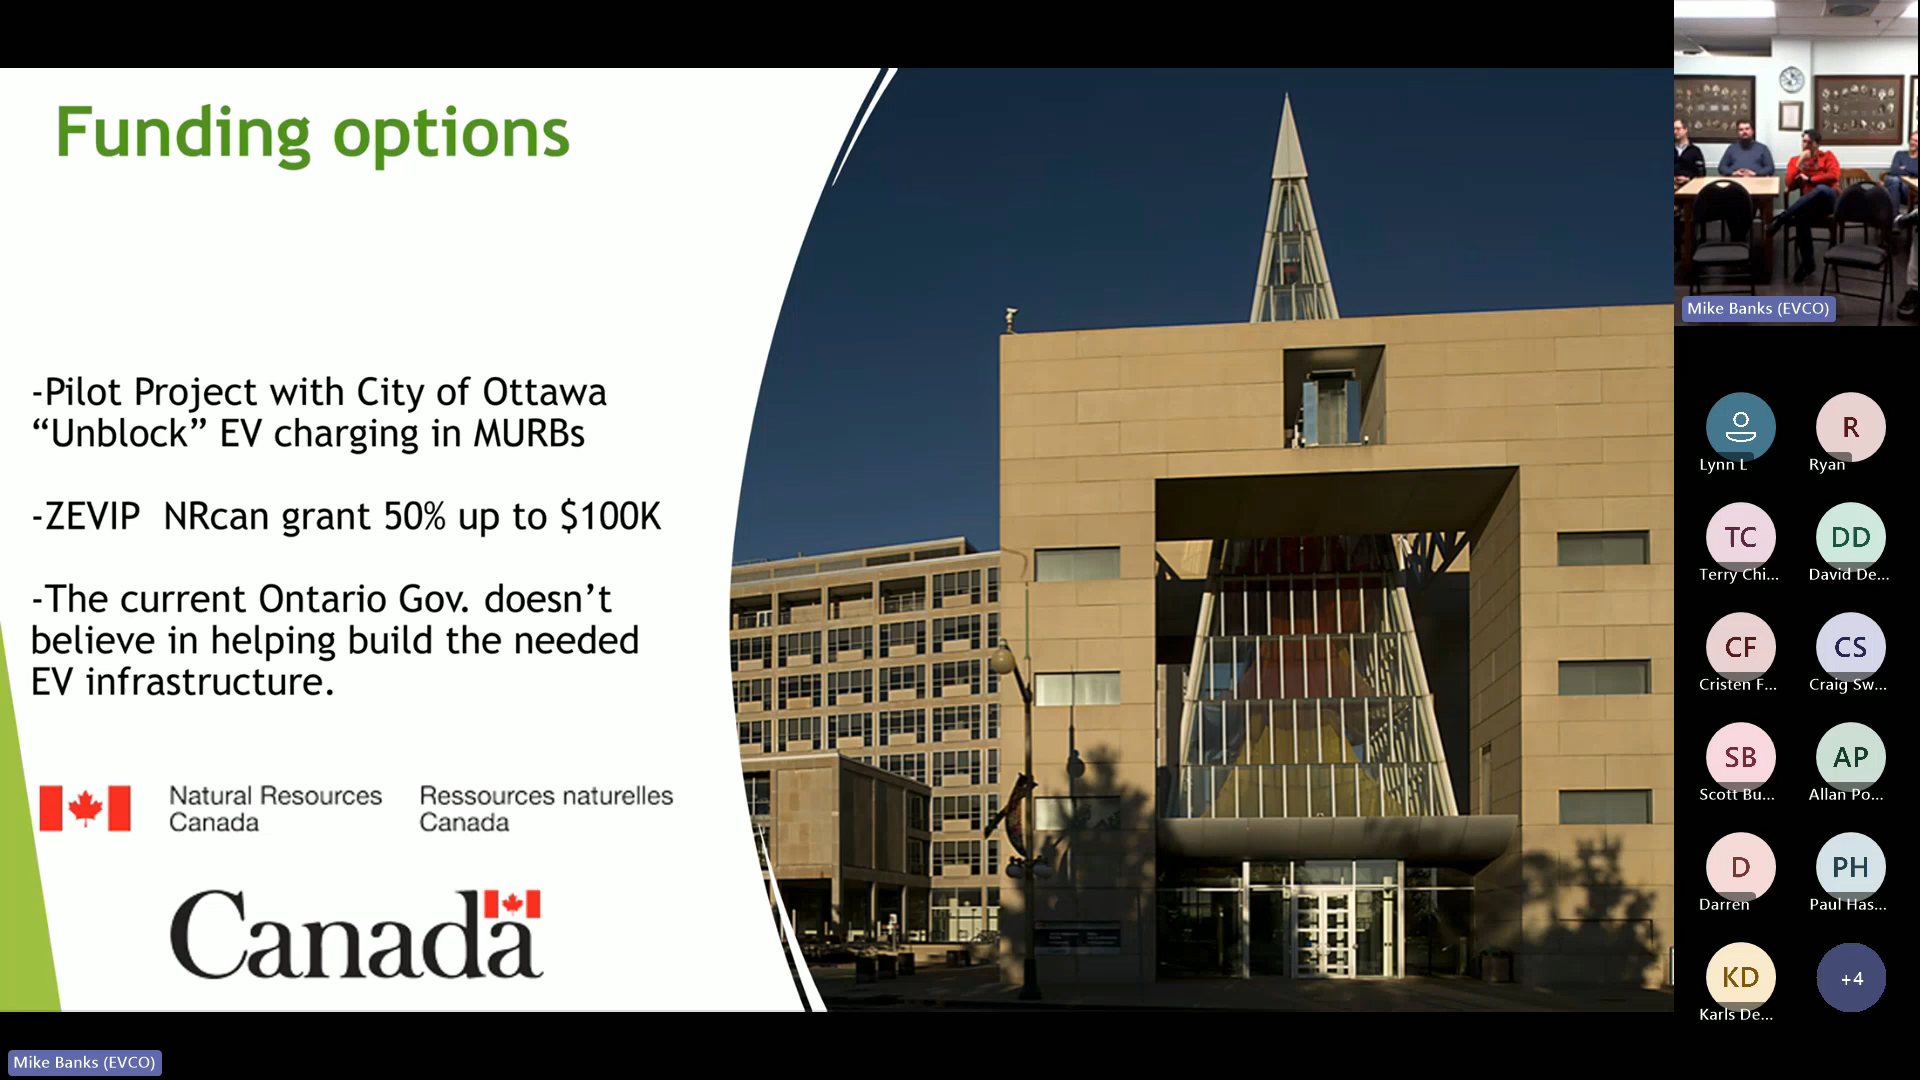 Funding options
-Pilot Project with City of Ottawa
“Unblock” EV charging in MURBs
-ZEVIP  NRcan grant 50% up to $100K
-The current Ontario Gov. doesn’t
believe in helping build the needed
EV infrastructure.
Natural Resources
Canada
Ressources naturelles
Canada
Canada
Mike Banks (EVCO)
Lynn L
R
Ryan
TC
Terry Chi...
DD
David De...
CF
Cristen F...
CS
Craig Sw...
SB
Scott Bu...
AP
Allan Po...
D
Darren
PH
Paul Has...
KD
Karls De...
+4
Mike Banks (EVCO)